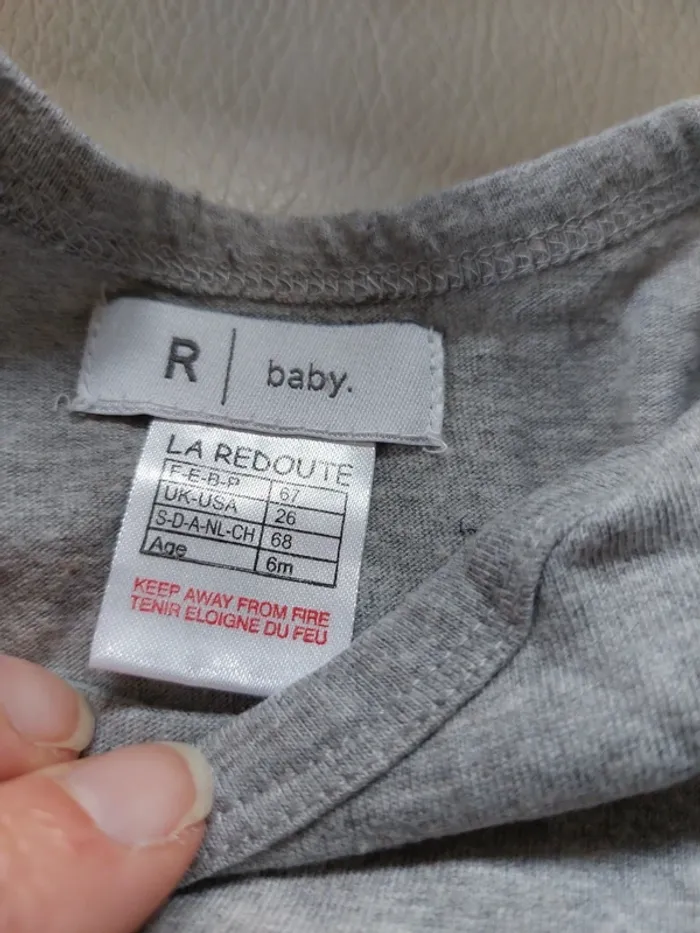 R | baby.
LA REDOUTE
F-E-B-P 67
UK-USA 26
S-D-A-NL-CH 68
Age 6m
KEEP AWAY FROM FIRE
TENIR ELOIGNE DU FEU